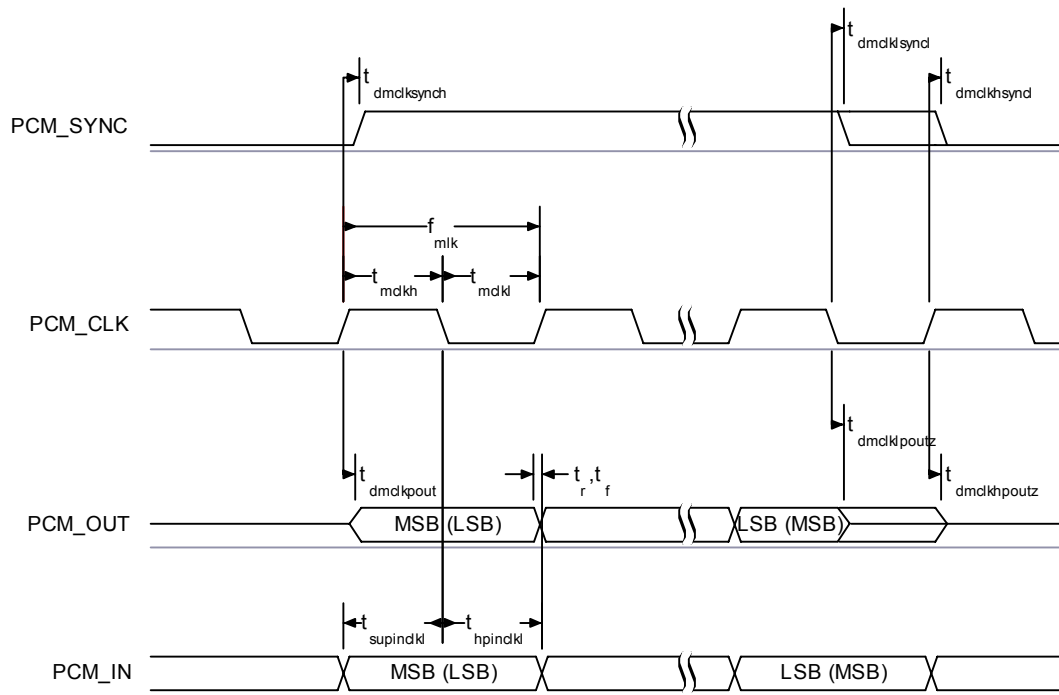 t dmclklsyncl
t dmclksynch
t dmclkhsyncl
PCM_SYNC
f mlk
t mclkh
t mclkl
PCM_CLK
t dmclklpoutz
t dmclkpout
t r ,t f
t dmclkhpoutz
PCM_OUT
MSB (LSB)
LSB (MSB)
t supinclkl
t hpinclkl
PCM_IN
MSB (LSB)
LSB (MSB)